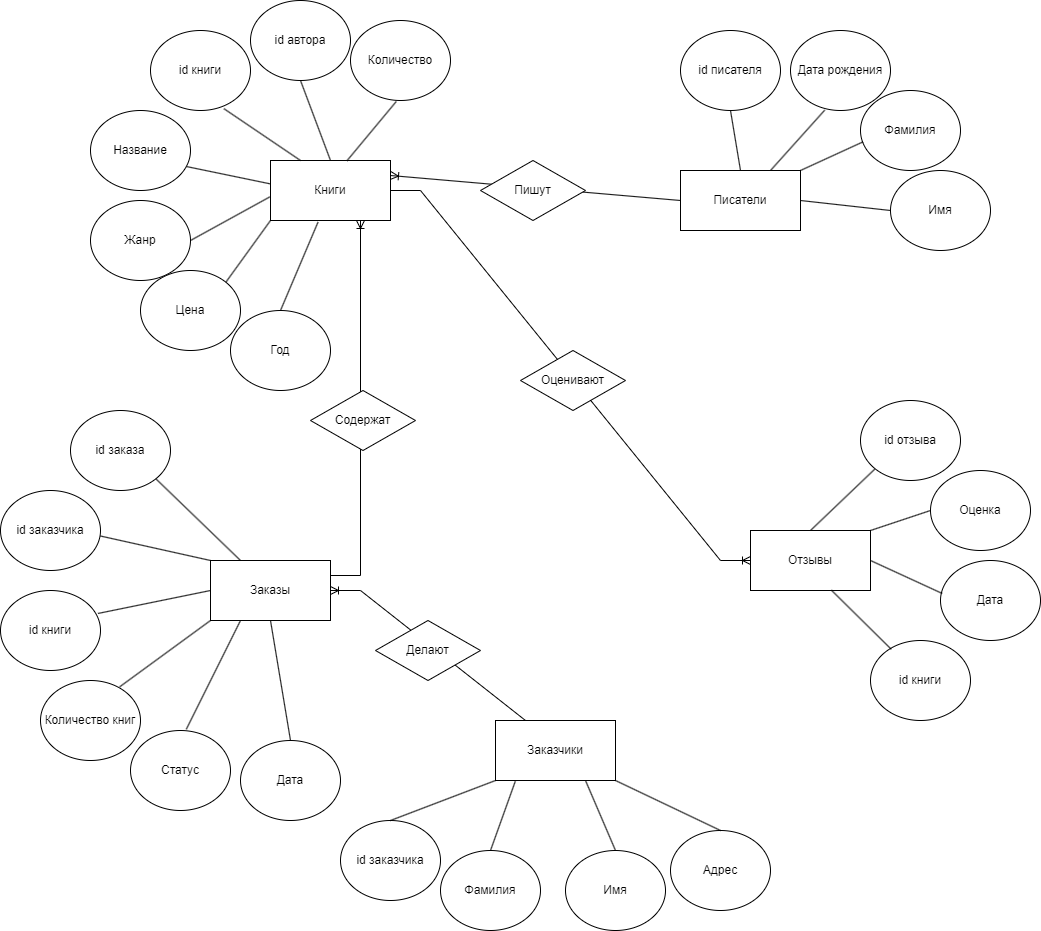 id автора
Количество
id книги
Название
Жанр
Цена
Год
Книги
Пишут
id писателя
Дата рождения
Фамилия
Имя
Писатели
Содержат
Оценивают
id заказа
id заказчика
id книги
Количество книг
Статус
Дата
Заказы
Делают
id отзыва
Оценка
Дата
id книги
Отзывы
Заказчики
id заказчика
Фамилия
Имя
Адрес